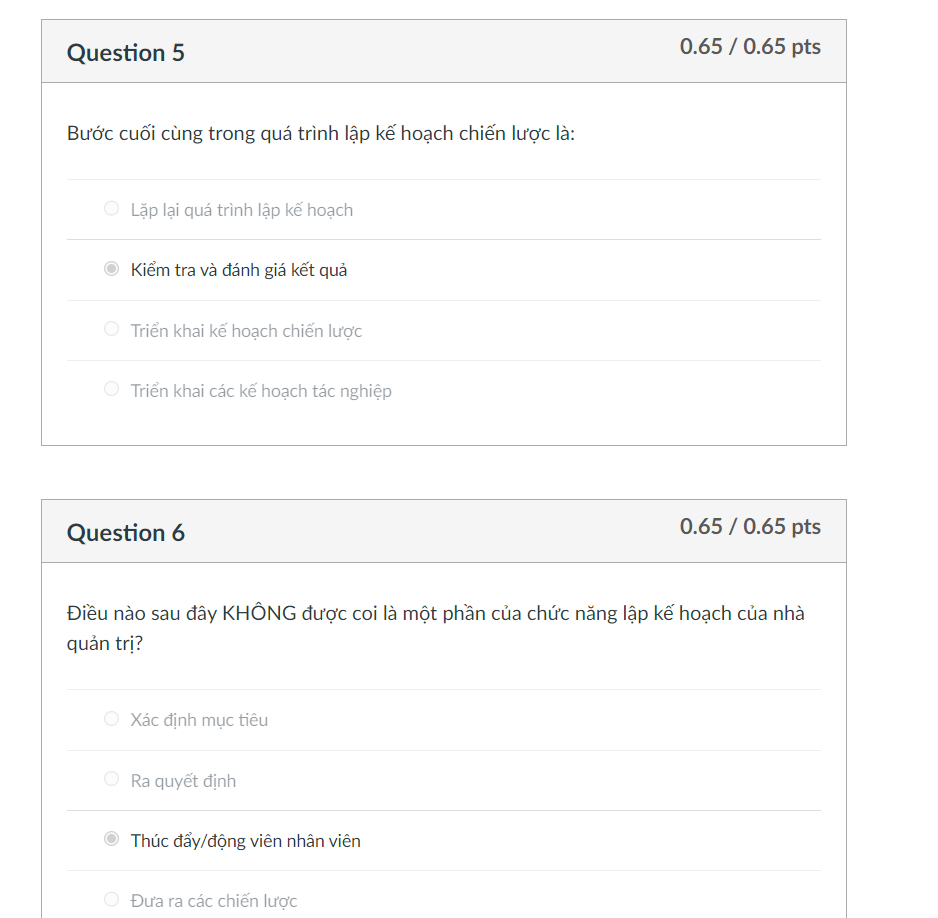 Question 5
0.65 / 0.65 pts
Bước cuối cùng trong quá trình lập kế hoạch chiến lược là:
Lặp lại quá trình lập kế hoạch
Kiểm tra và đánh giá kết quả
Triển khai kế hoạch chiến lược
Triển khai các kế hoạch tác nghiệp
Question 6
0.65 / 0.65 pts
Điều nào sau đây KHÔNG được coi là một phần của chức năng lập kế hoạch của nhà
quản trị?
Xác định mục tiêu
Ra quyết định
Thúc đẩy/động viên nhân viên
Đưa ra các chiến lược